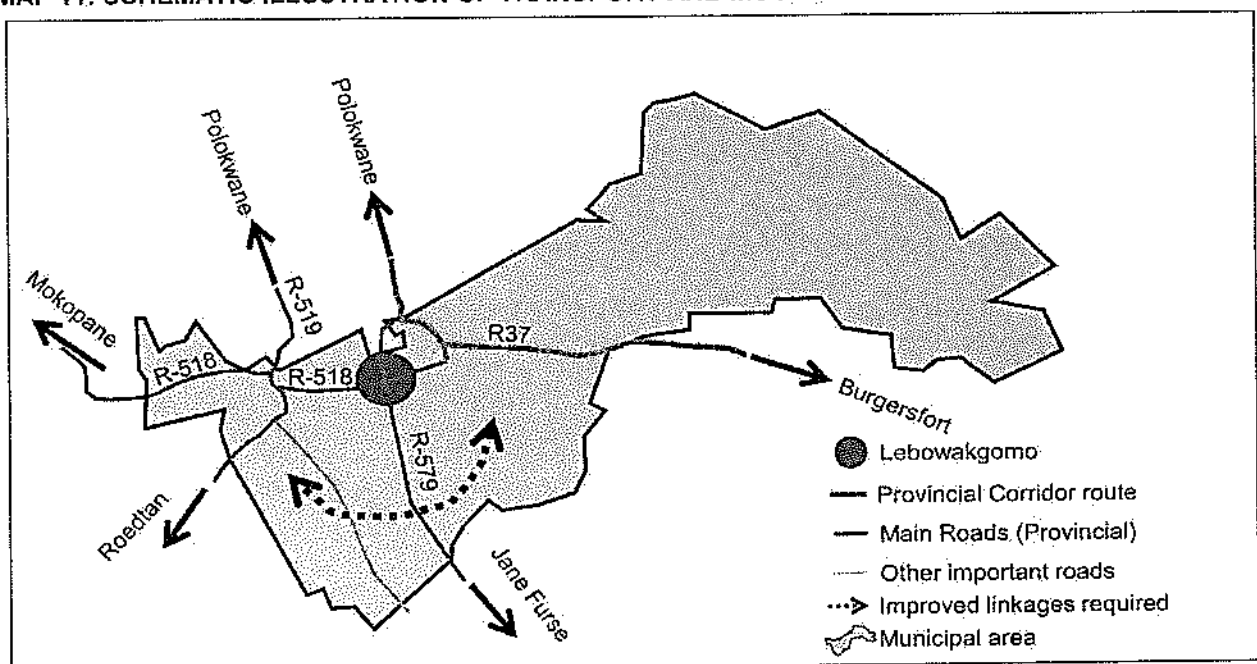 Polokwane
Polokwane
Mokopane
R-519
R-518
R-518
R37
Burgersfort
R-579
Roedtan
Jane Furse
Lebowakgomo
Provincial Corridor route
Main Roads (Provincial)
Other important roads
Improved linkages required
Municipal area